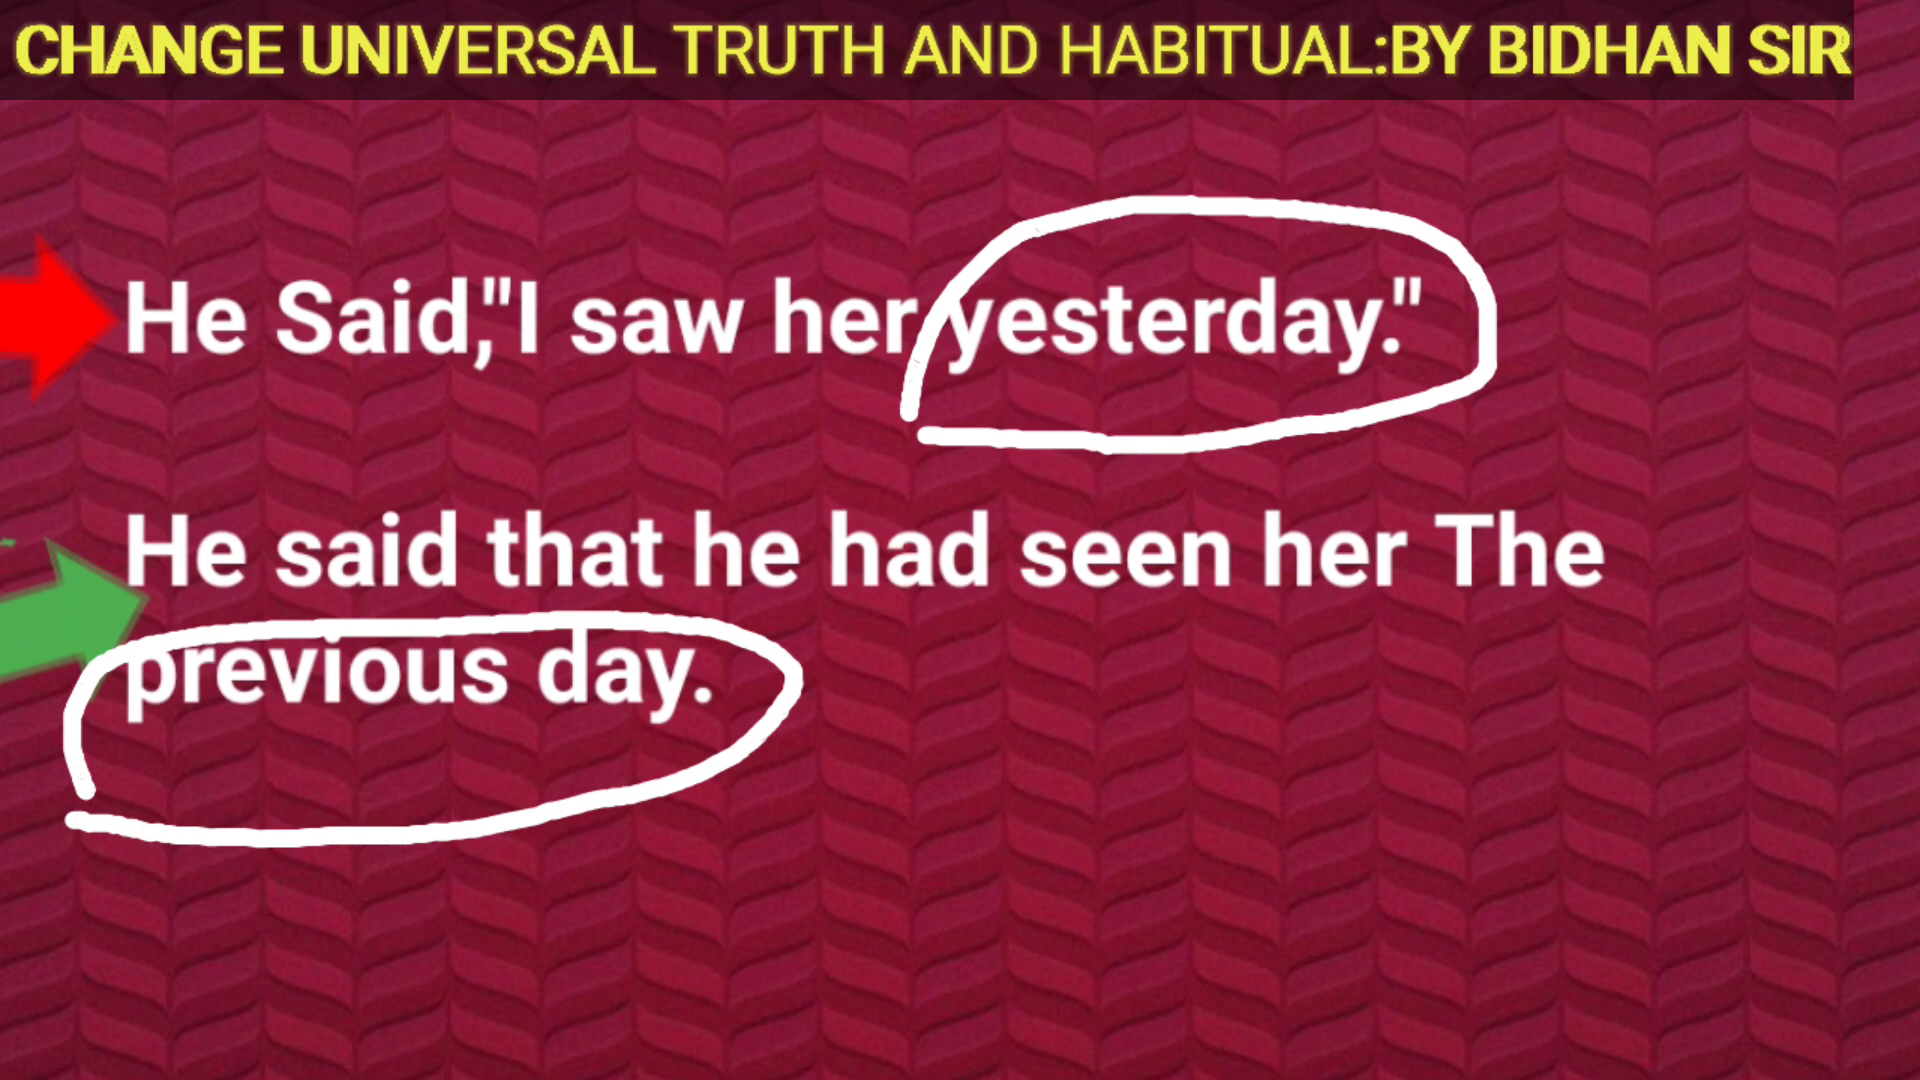 CHANGE UNIVERSAL TRUTH AND HABITUAL:BY BIDHAN SIR
He Said,"I saw her yesterday."
He said that he had seen her The
previous day.